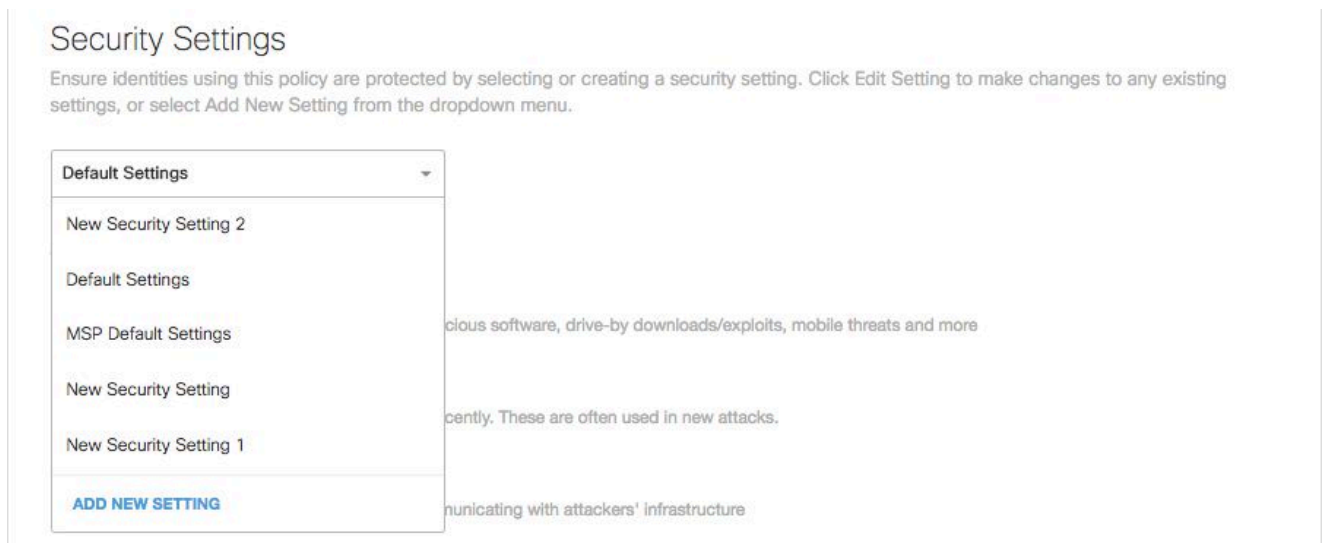 Security Settings
Ensure identities using this policy are protected by selecting or creating a security setting. Click Edit Setting to make changes to any existing
settings, or select Add New Setting from the dropdown menu.
Default Settings
New Security Setting 2
Default Settings
MSP Default Settings
software, drive-by downloads/exploits, mobile threats and more
New Security Setting
These are often used in new attacks.
New Security Setting 1
ADD NEW SETTING
with attackers' infrastructure